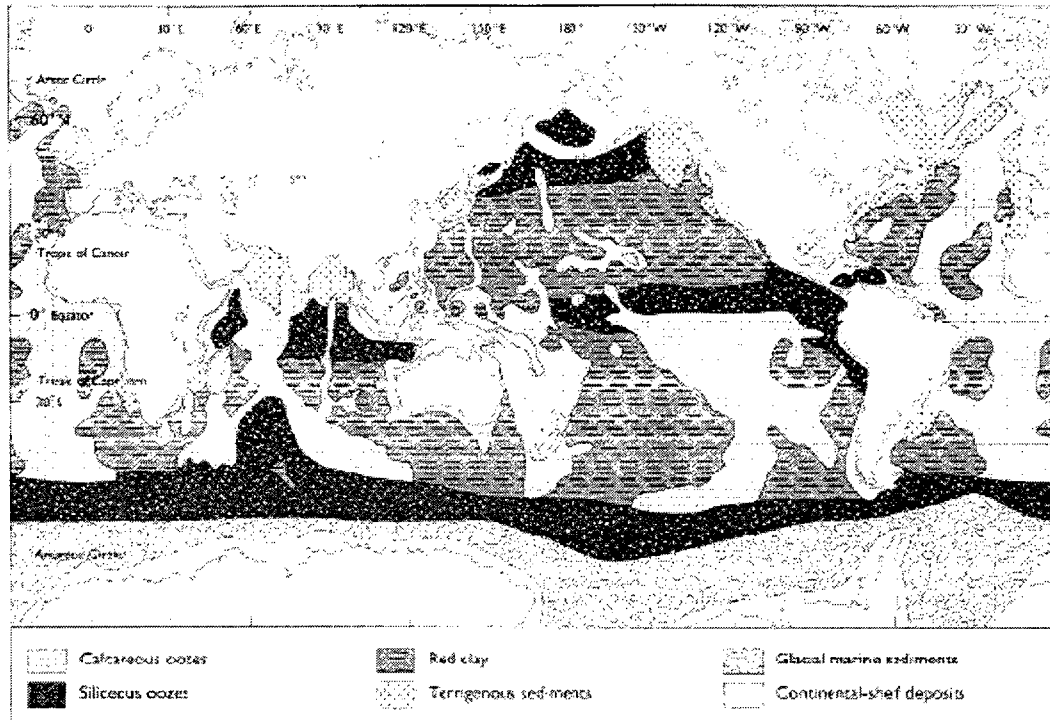 0 30°E 60°E 90°E 120°E 150°E 180° 150°W 120°W 90°W 60°W 30°W
Arctic Circle
60°N
30°N
Tropic of Cancer
0° Equator
Tropic of Capricorn
30°S
Antarctic Circle
Calcareous oozes
Red clay
Glacial marine sediments
Siliceous oozes
Terrigenous sediments
Continental-shelf deposits